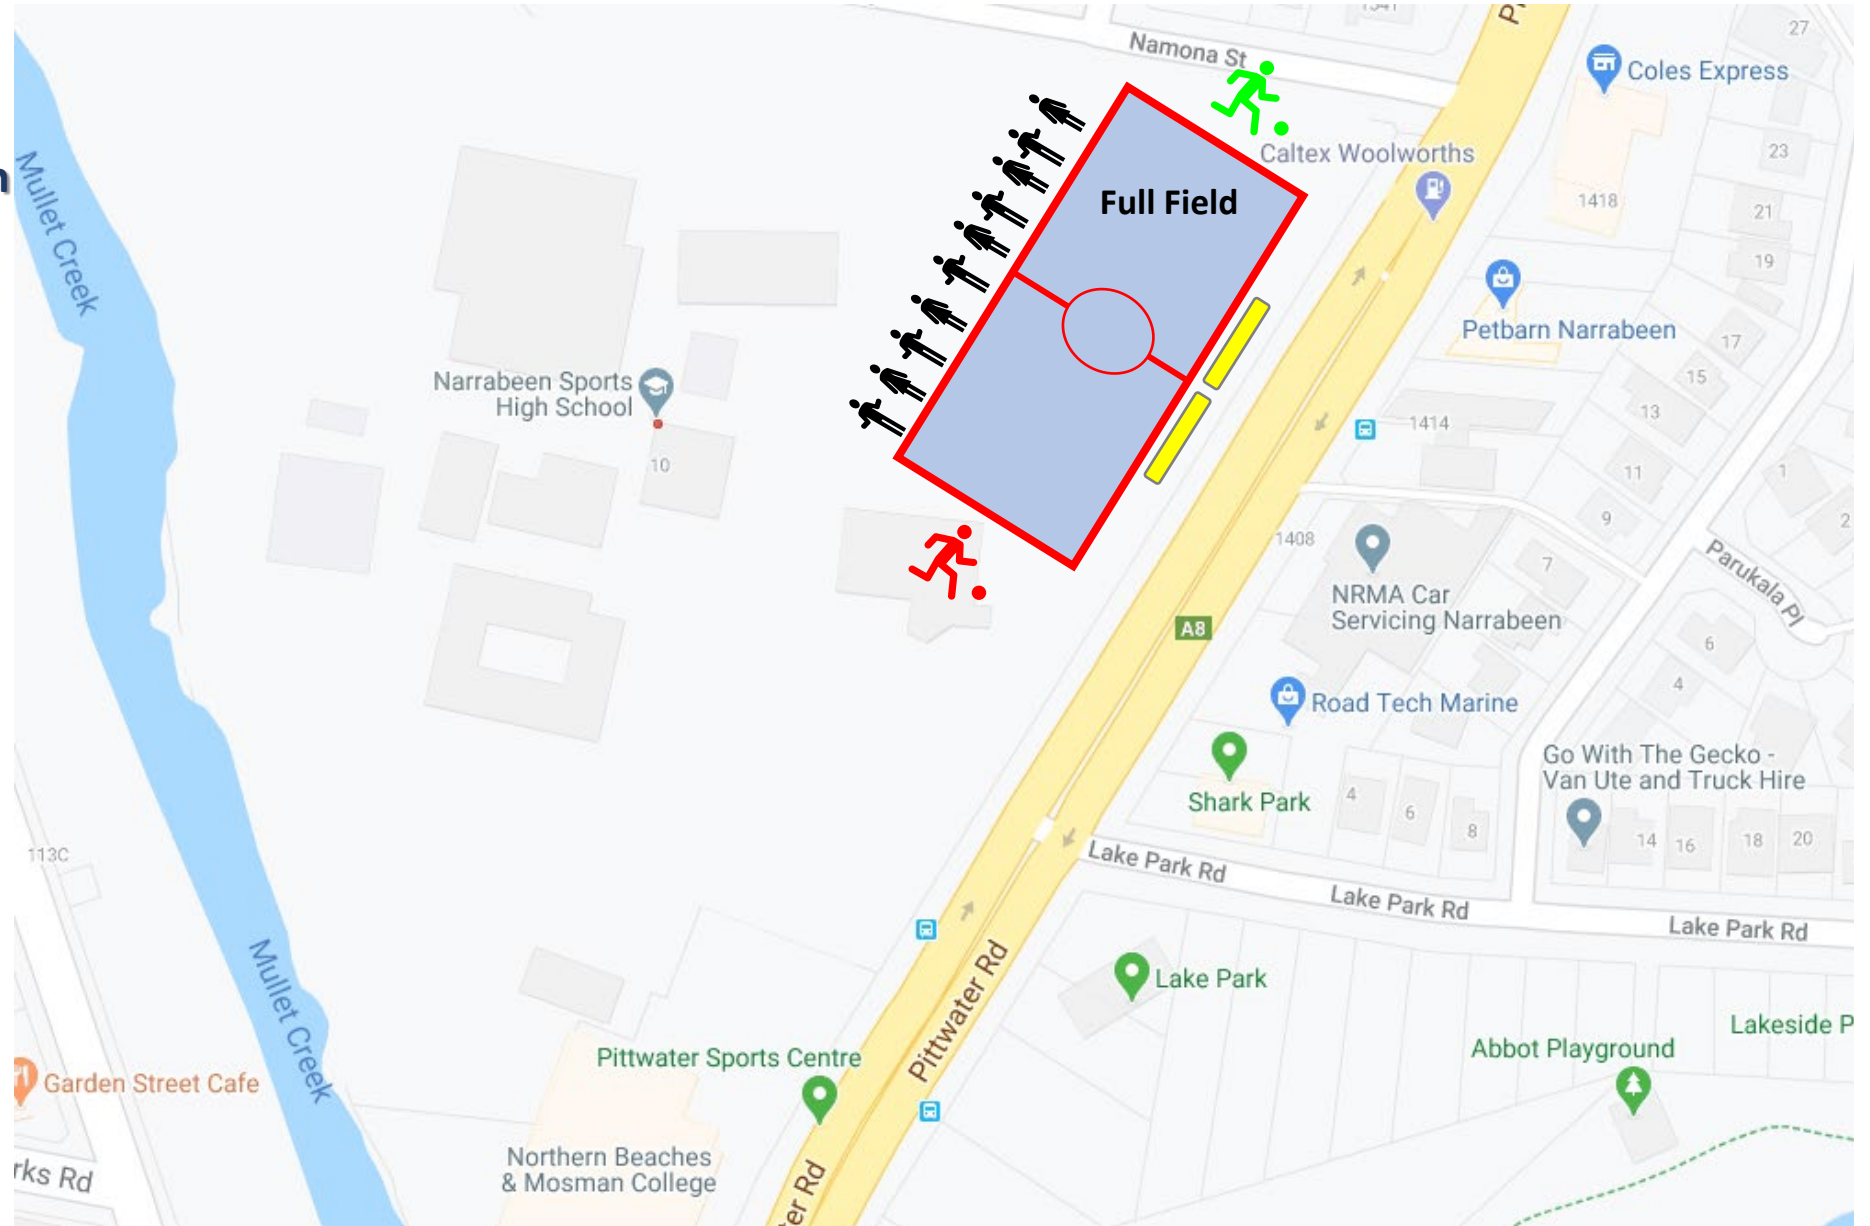 Namona St
27
Coles Express
23
Caltex Woolworths
1418
21
19
Full Field
Mullet Creek
Petbarn Narrabeen
17
15
13
1414
11
9
1
2
Narrabeen Sports
High School
10
1408
7
NRMA Car
Servicing Narrabeen
Parukala Pl
A8
6
4
Road Tech Marine
Go With The Gecko -
Van Ute and Truck Hire
Shark Park
4
6
8
14
16
18
20
113C
Lake Park Rd
Lake Park Rd
Lake Park Rd
Mullet Creek
Pittwater Rd
Lake Park
Lakeside P
Abbot Playground
Pittwater Sports Centre
Garden Street Cafe
Northern Beaches
& Mosman College
rks Rd
er Rd